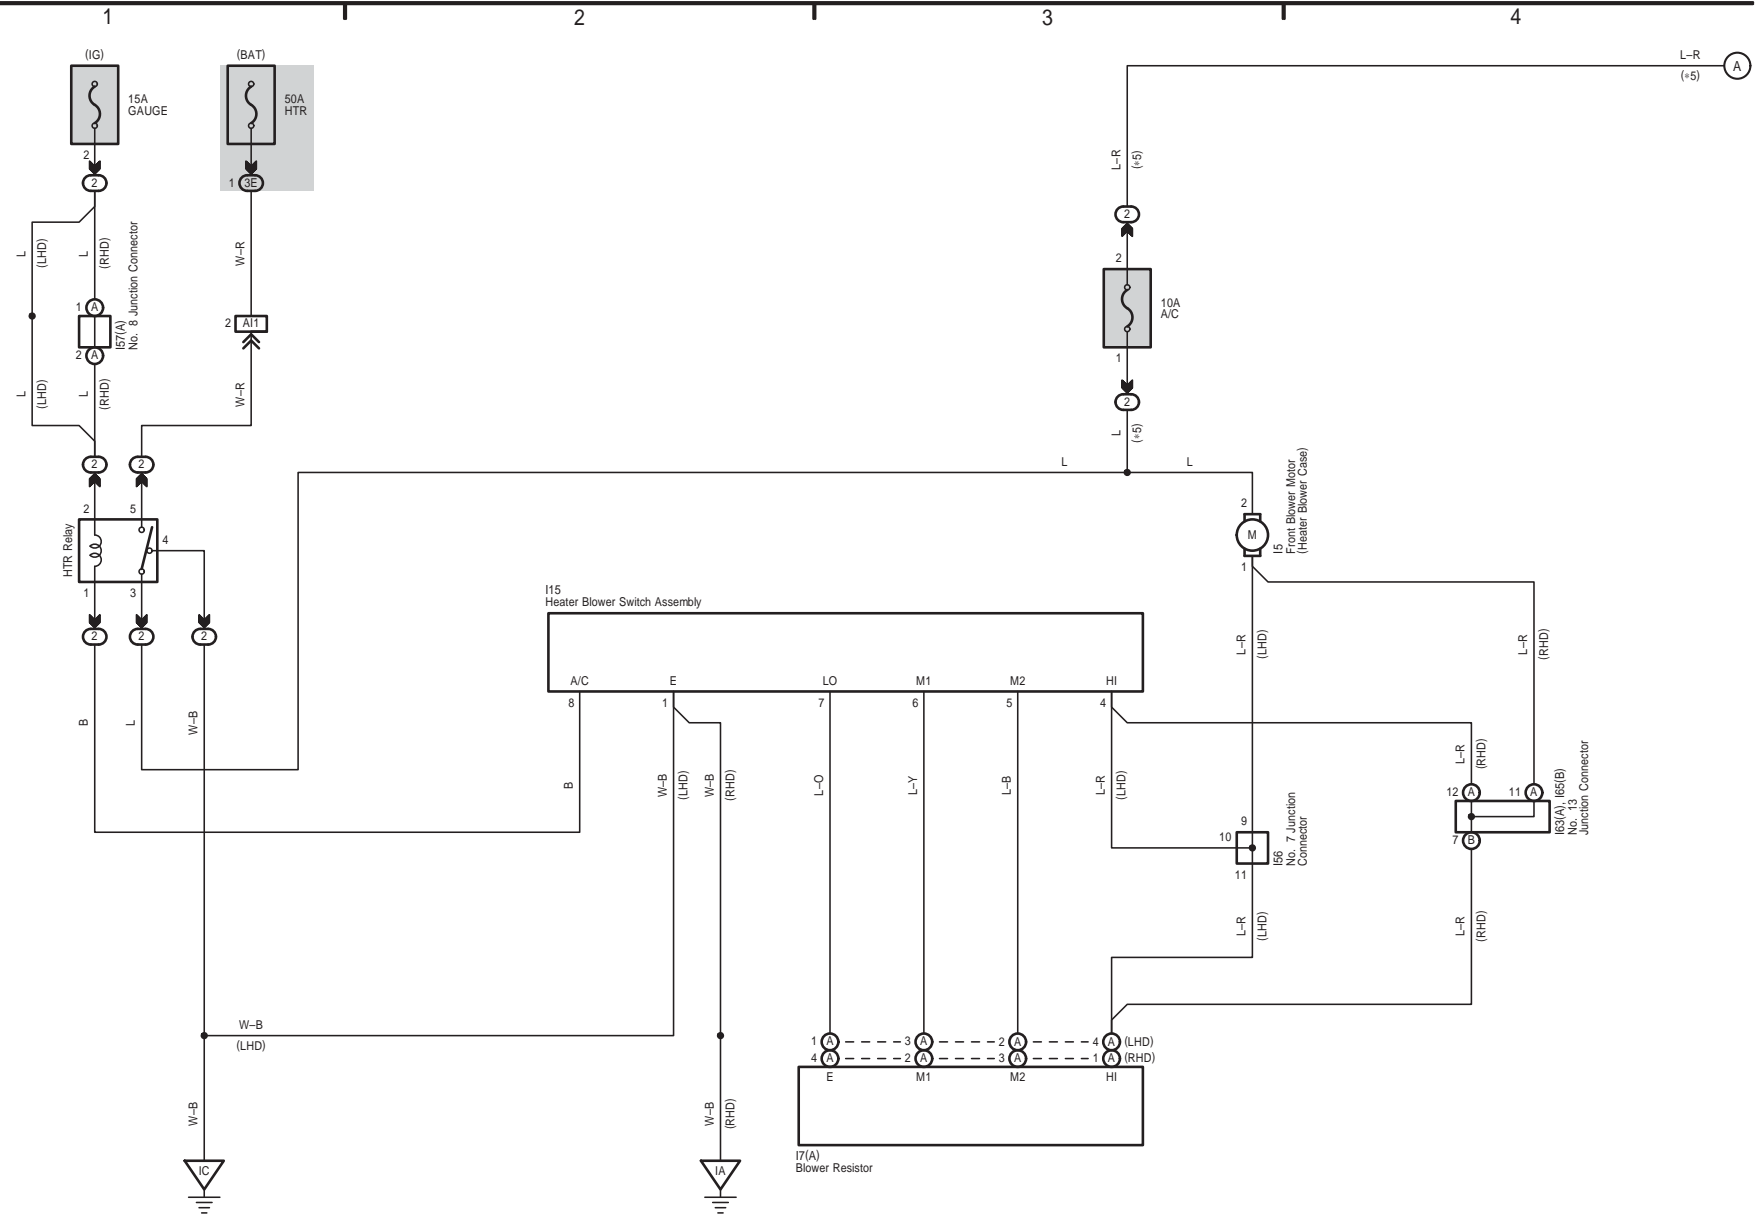 1 2 3 4
(IG)
15A
GAUGE
2
2
(BAT)
50A
HTR
1 3E
L–R
(∗5)
A
L–R
(∗5)
2
2
10A
A/C
1
2
L
(∗5)
L
L
L
(LHD)
L
(RHD)
1 A
I57(A)
No. 8 Junction Connector
2 A
L
(LHD)
L
(RHD)
W–R
2 AI1
W–R
2
2
2
5
4
HTR Relay
1
3
2
2
2
B
L
W–B
2
M
1
I5
Front Blower Motor
(Heater Blower Case)
I15
Heater Blower Switch Assembly
A/C E LO M1 M2 HI
8 1 7 6 5 4
B
W–B
(LHD)
W–B
(RHD)
L–O
L–Y
L–B
L–R
(LHD)
L–R
(LHD)
L–R
(RHD)
L–R
(RHD)
12 A 11 A
7 B
I63(A), I65(B)
No. 13
Junction Connector
9
10
11
I56
No. 7 Junction
Connector
L–R
(LHD)
L–R
(RHD)
W–B
(LHD)
1 A 3 A 2 A 4 A (LHD)
4 A 2 A 3 A 1 A (RHD)
E M1 M2 HI
I7(A)
Blower Resistor
W–B
W–B
(RHD)
IC
IA